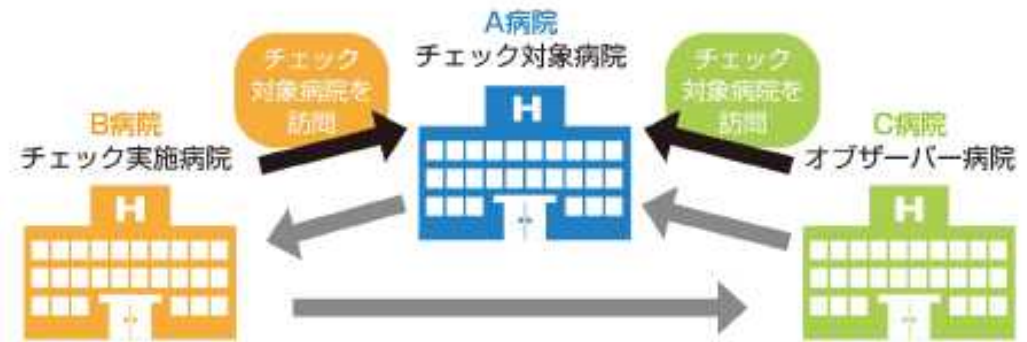 A病院
チェック対象病院
チェック
対象病院を
訪問
チェック
対象病院を
訪問
B病院
チェック実施病院
C病院
オブザーバー病院
H
H
H